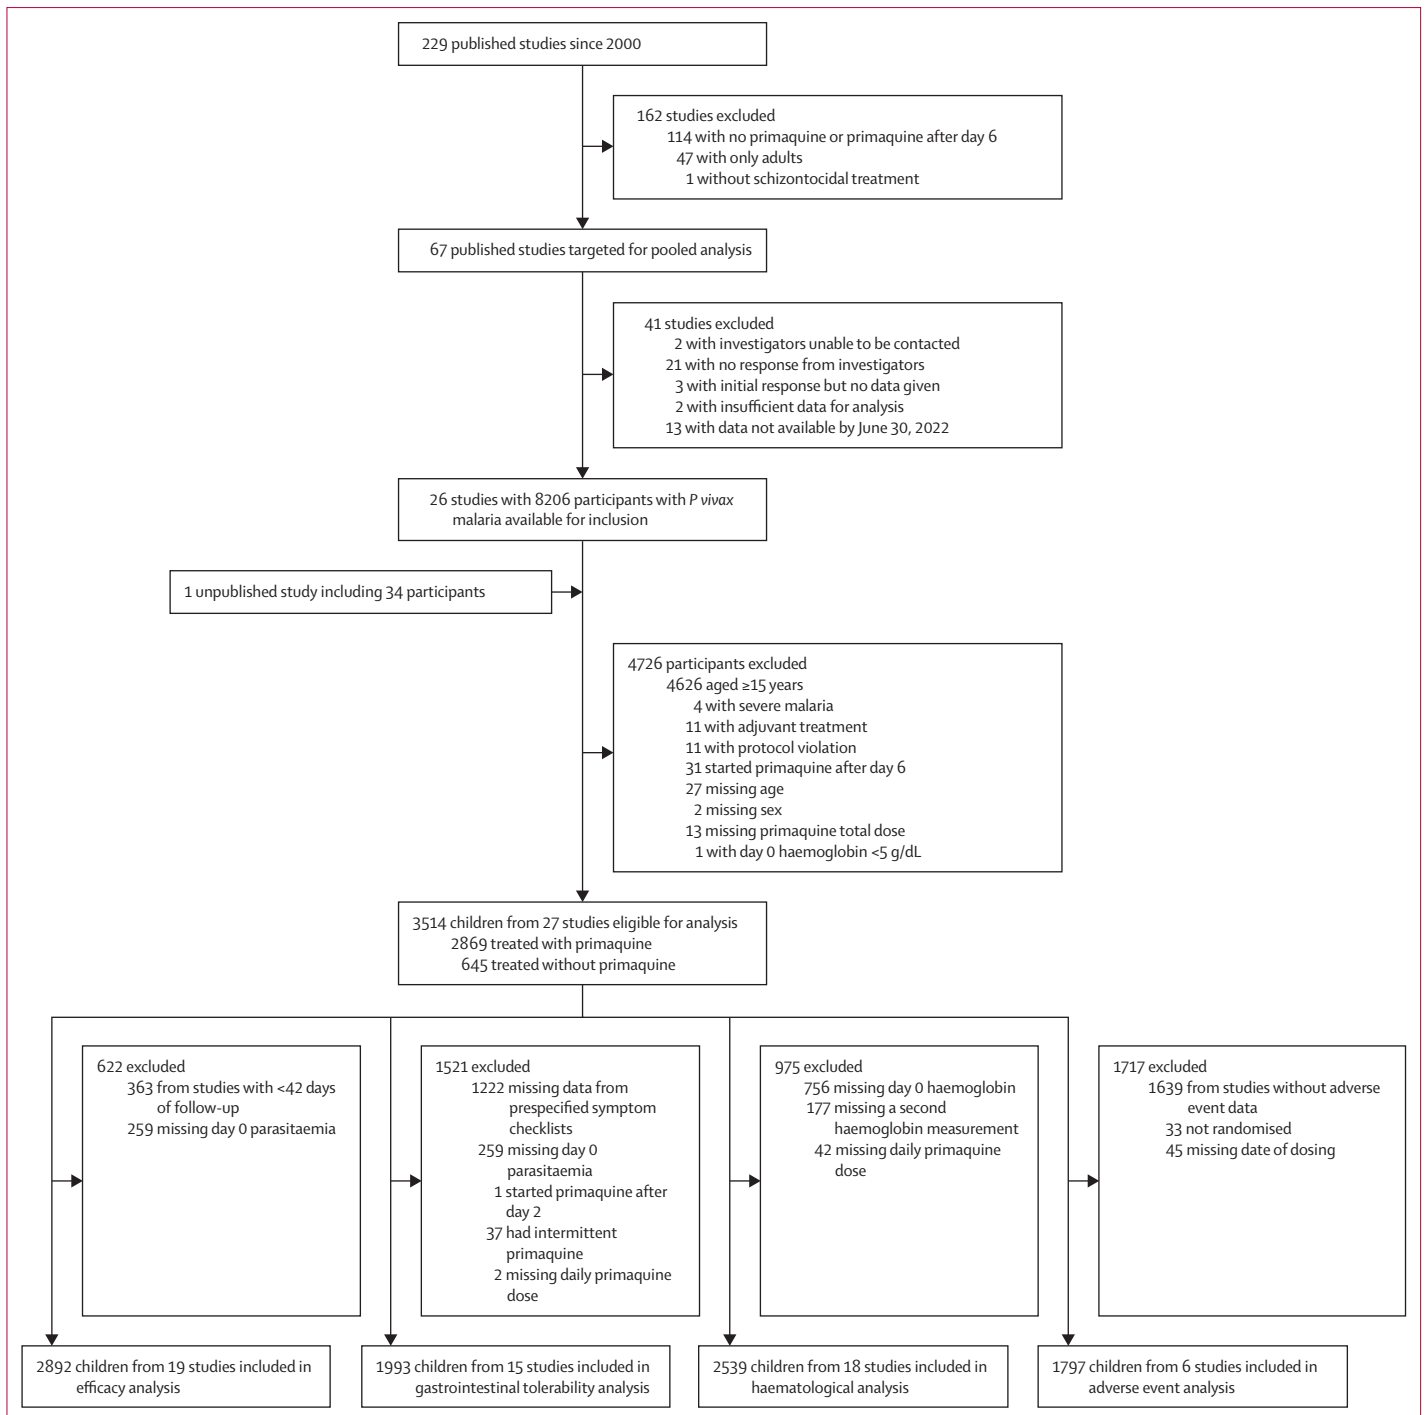 229 published studies since 2000
162 studies excluded
114 with no primaquine or primaquine after day 6
47 with only adults
1 without schizontocidal treatment
67 published studies targeted for pooled analysis
41 studies excluded
2 with investigators unable to be contacted
21 with no response from investigators
3 with initial response but no data given
2 with insufficient data for analysis
13 with data not available by June 30, 2022
26 studies with 8206 participants with P vivax
malaria available for inclusion
1 unpublished study including 34 participants
4726 participants excluded
4626 aged ≥15 years
4 with severe malaria
11 with adjuvant treatment
11 with protocol violation
31 started primaquine after day 6
27 missing age
2 missing sex
13 missing primaquine total dose
1 with day 0 haemoglobin <5 g/dL
3514 children from 27 studies eligible for analysis
2869 treated with primaquine
645 treated without primaquine
622 excluded
363 from studies with <42 days
of follow-up
259 missing day 0 parasitaemia
1521 excluded
1222 missing data from
prespecified symptom
checklists
259 missing day 0
parasitaemia
1 started primaquine after
day 2
37 had intermittent
primaquine
2 missing daily primaquine
dose
975 excluded
756 missing day 0 haemoglobin
177 missing a second
haemoglobin measurement
42 missing daily primaquine
dose
1717 excluded
1639 from studies without adverse
event data
33 not randomised
45 missing date of dosing
2892 children from 19 studies included in
efficacy analysis
1993 children from 15 studies included in
gastrointestinal tolerability analysis
2539 children from 18 studies included in
haematological analysis
1797 children from 6 studies included in
adverse event analysis